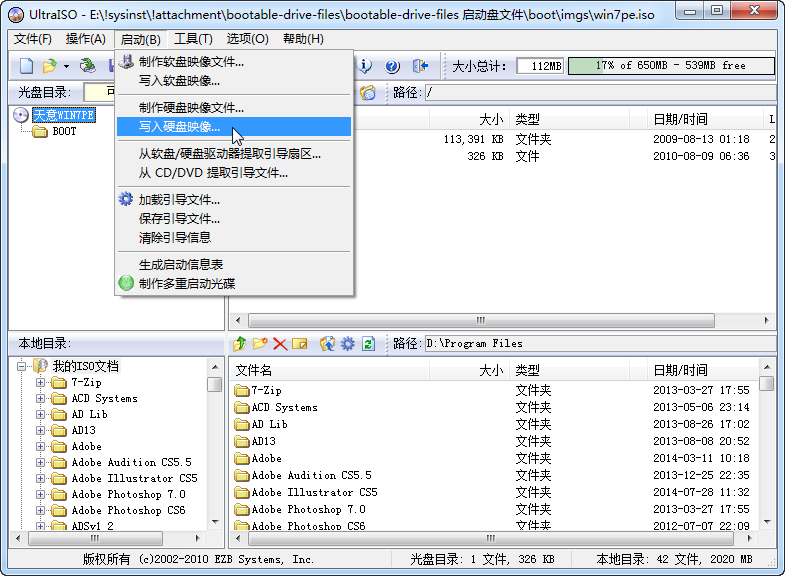 UltraISO - E:\!sysinst\!attachment\bootable-drive-files\bootable-drive-files 启动盘文件\boot\imgs\win7pe.iso
文件(F) 操作(A) 启动(B) 工具(T) 选项(O) 帮助(H)
大小总计: 112MB 17% of 650MB - 539MB free
光盘目录: 可 路径: /
天意WIN7PE
BOOT
制作软盘映像文件...
写入软盘映像...
制作硬盘映像文件...
写入硬盘映像...
从软盘/硬盘驱动器提取引导扇区...
从 CD/DVD 提取引导文件...
加载引导文件...
保存引导文件...
清除引导信息
生成启动信息表
制作多重启动光碟
大小 类型 日期/时间 L
113,391 KB 文件夹 2009-08-13 01:18 2
326 KB 文件 2010-08-09 06:36 3
本地目录: 路径: D:\Program Files
我的ISO文档
7-Zip
ACD Systems
AD Lib
AD13
Adobe
Adobe Audition CS5.5
Adobe Illustrator CS5
Adobe Photoshop 7.0
Adobe Photoshop CS6
ADSv1 2
文件名 大小 类型 日期/时间
7-Zip 文件夹 2013-03-27 17:55
ACD Systems 文件夹 2013-05-06 23:14
AD Lib 文件夹 2013-08-26 17:02
AD13 文件夹 2013-08-08 20:52
Adobe 文件夹 2014-03-11 10:18
Adobe Audition CS5.5 文件夹 2013-12-25 22:35
Adobe Illustrator CS5 文件夹 2014-07-28 11:32
Adobe Photoshop 7.0 文件夹 2013-03-27 17:55
Adobe Photoshop CS6 文件夹 2012-07-07 22:09
版权所有 (c)2002-2010 EZB Systems, Inc. 光盘目录: 1 文件, 326 KB 本地目录: 42 文件, 2020 MB